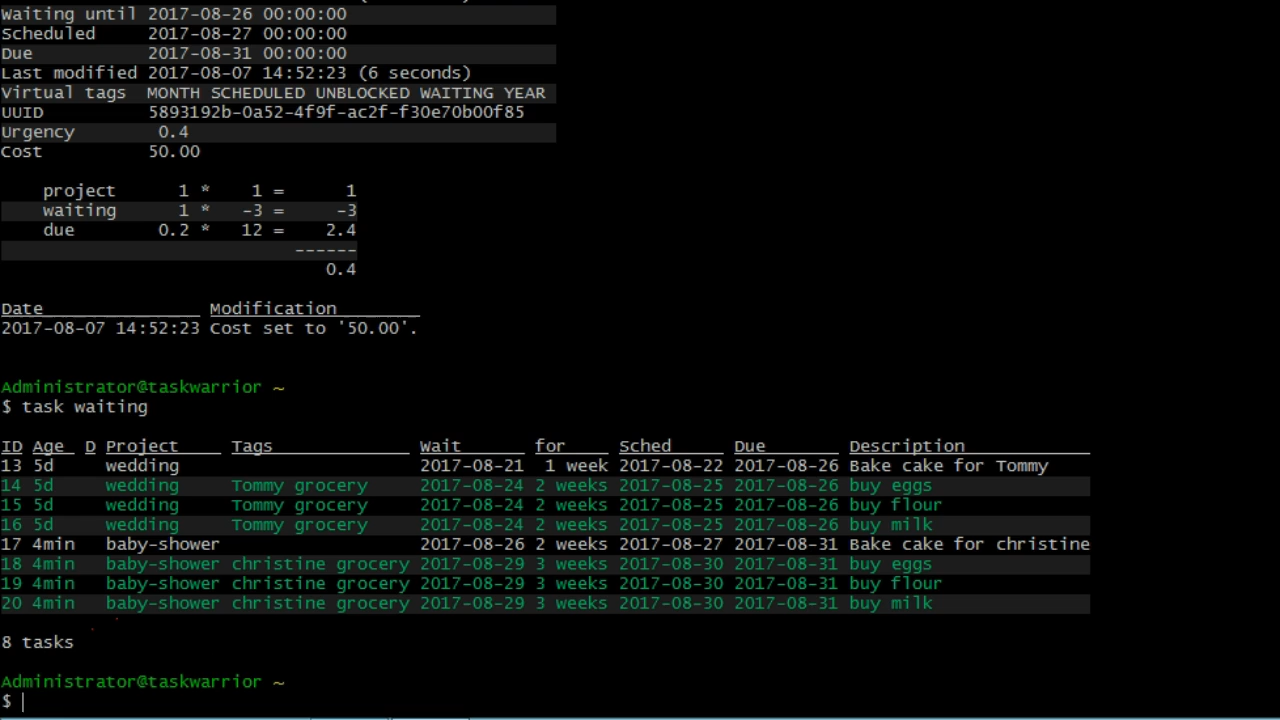 Waiting until 2017-08-26 00:00:00
Scheduled 2017-08-27 00:00:00
Due 2017-08-31 00:00:00
Last modified 2017-08-07 14:52:23 (6 seconds)
Virtual tags MONTH SCHEDULED UNBLOCKED WAITING YEAR
UUID 5893192b-0a52-4f9f-ac2f-f30e70b00f85
Urgency 0.4
Cost 50.00
project 1 * 1 = 1
waiting 1 * -3 = -3
due 0.2 * 12 = 2.4
------
0.4
Date Modification
2017-08-07 14:52:23 Cost set to '50.00'.
Administrator@taskwarrior ~
$ task waiting
ID Age D Project Tags Wait for Sched Due Description
13 5d wedding 2017-08-21 1 week 2017-08-22 2017-08-26 Bake cake for Tommy
14 5d wedding Tommy grocery 2017-08-24 2 weeks 2017-08-25 2017-08-26 buy eggs
15 5d wedding Tommy grocery 2017-08-24 2 weeks 2017-08-25 2017-08-26 buy flour
16 5d wedding Tommy grocery 2017-08-24 2 weeks 2017-08-25 2017-08-26 buy milk
17 4min baby-shower 2017-08-26 2 weeks 2017-08-27 2017-08-31 Bake cake for christine
18 4min baby-shower christine grocery 2017-08-29 3 weeks 2017-08-30 2017-08-31 buy eggs
19 4min baby-shower christine grocery 2017-08-29 3 weeks 2017-08-30 2017-08-31 buy flour
20 4min baby-shower christine grocery 2017-08-29 3 weeks 2017-08-30 2017-08-31 buy milk
8 tasks
Administrator@taskwarrior ~
$